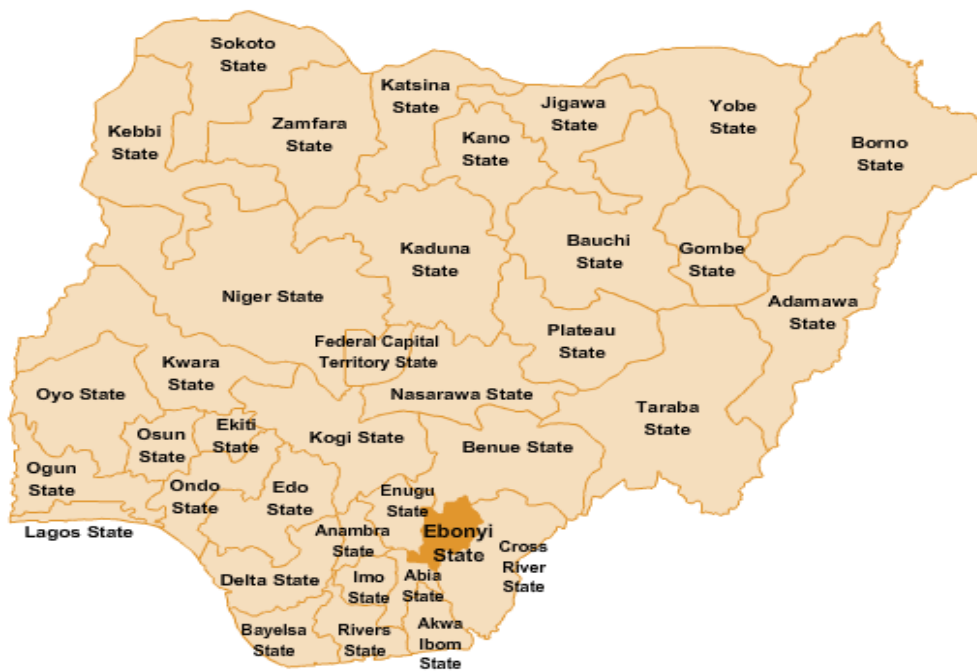 Sokoto
State
Katsina
State
Jigawa
State
Yobe
State
Kebbi
State
Zamfara
State
Kano
State
Borno
State
Kaduna
State
Bauchi
State
Gombe
State
Niger State
Adamawa
State
Federal Capital
Territory State
Plateau
State
Kwara
State
Oyo State
Nasarawa State
Taraba
State
Osun
State
Ekiti
State
Kogi State
Benue State
Ogun
State
Ondo
State
Edo
State
Enugu
State
Lagos State
Anambra
State
Ebonyi
State
Cross
River
State
Delta State
Imo
State
Abia
State
Bayelsa
State
Rivers
State
Akwa
Ibom
State